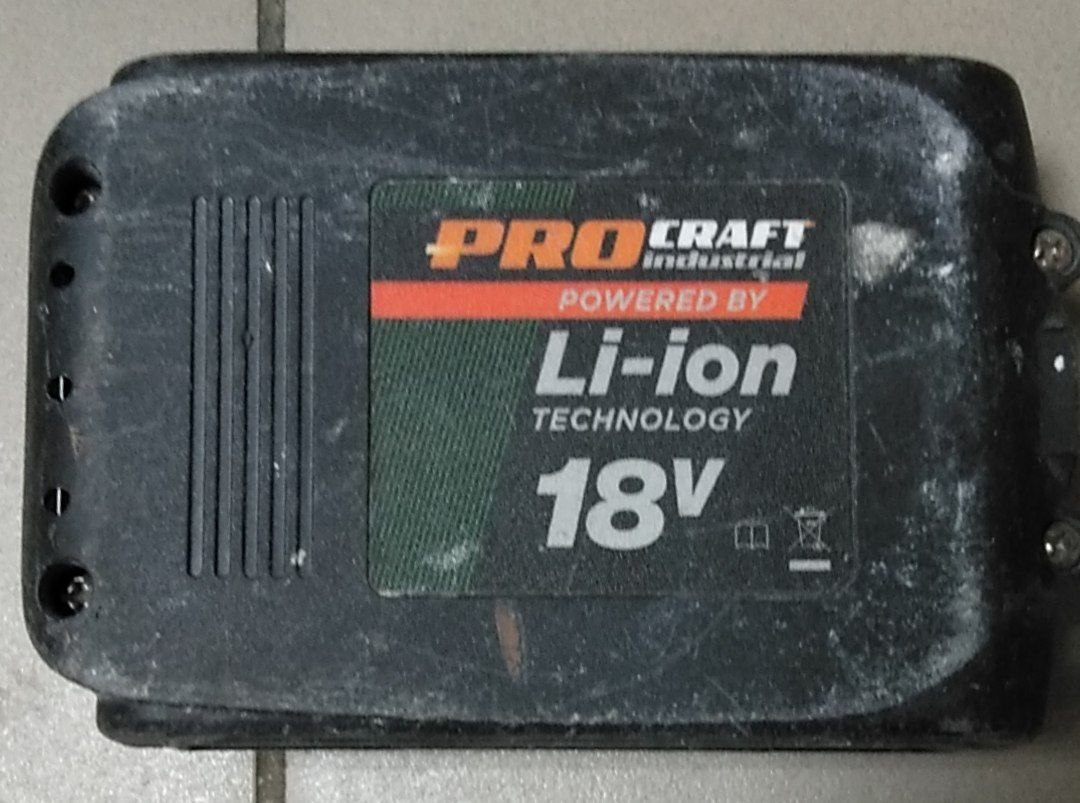 PROCRAFT
industrial
POWERED BY
Li-ion
TECHNOLOGY
18V